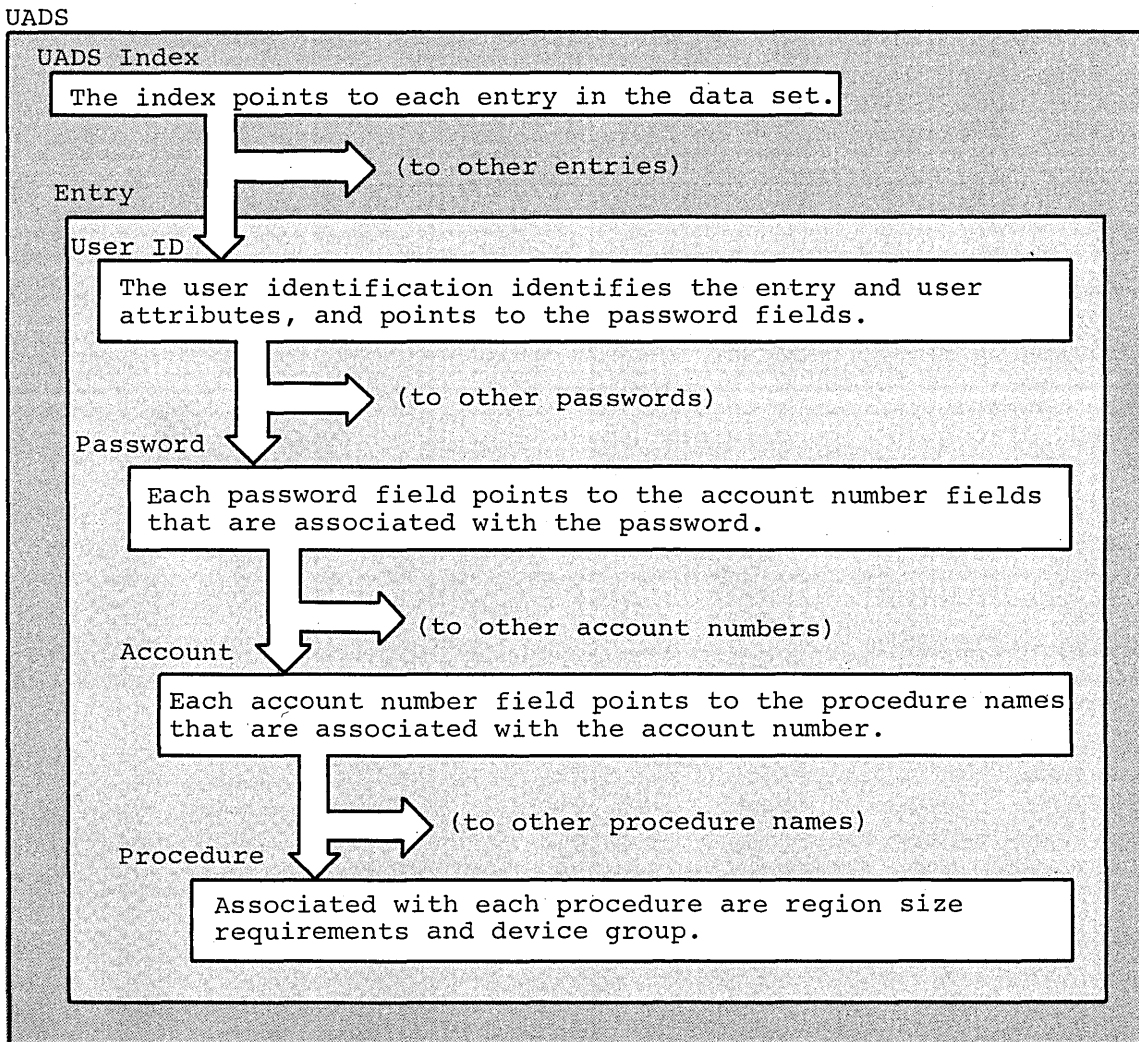 UADS
UADS Index
The index points to each entry in the data set.
(to other entries)
Entry
User ID
The user identification identifies the entry and user
attributes, and points to the password fields.
(to other passwords)
Password
Each password field points to the account number fields
that are associated with the password.
(to other account numbers)
Account
Each account number field points to the procedure names
that are associated with the account number.
(to other procedure names)
Procedure
Associated with each procedure are region size
requirements and device group.